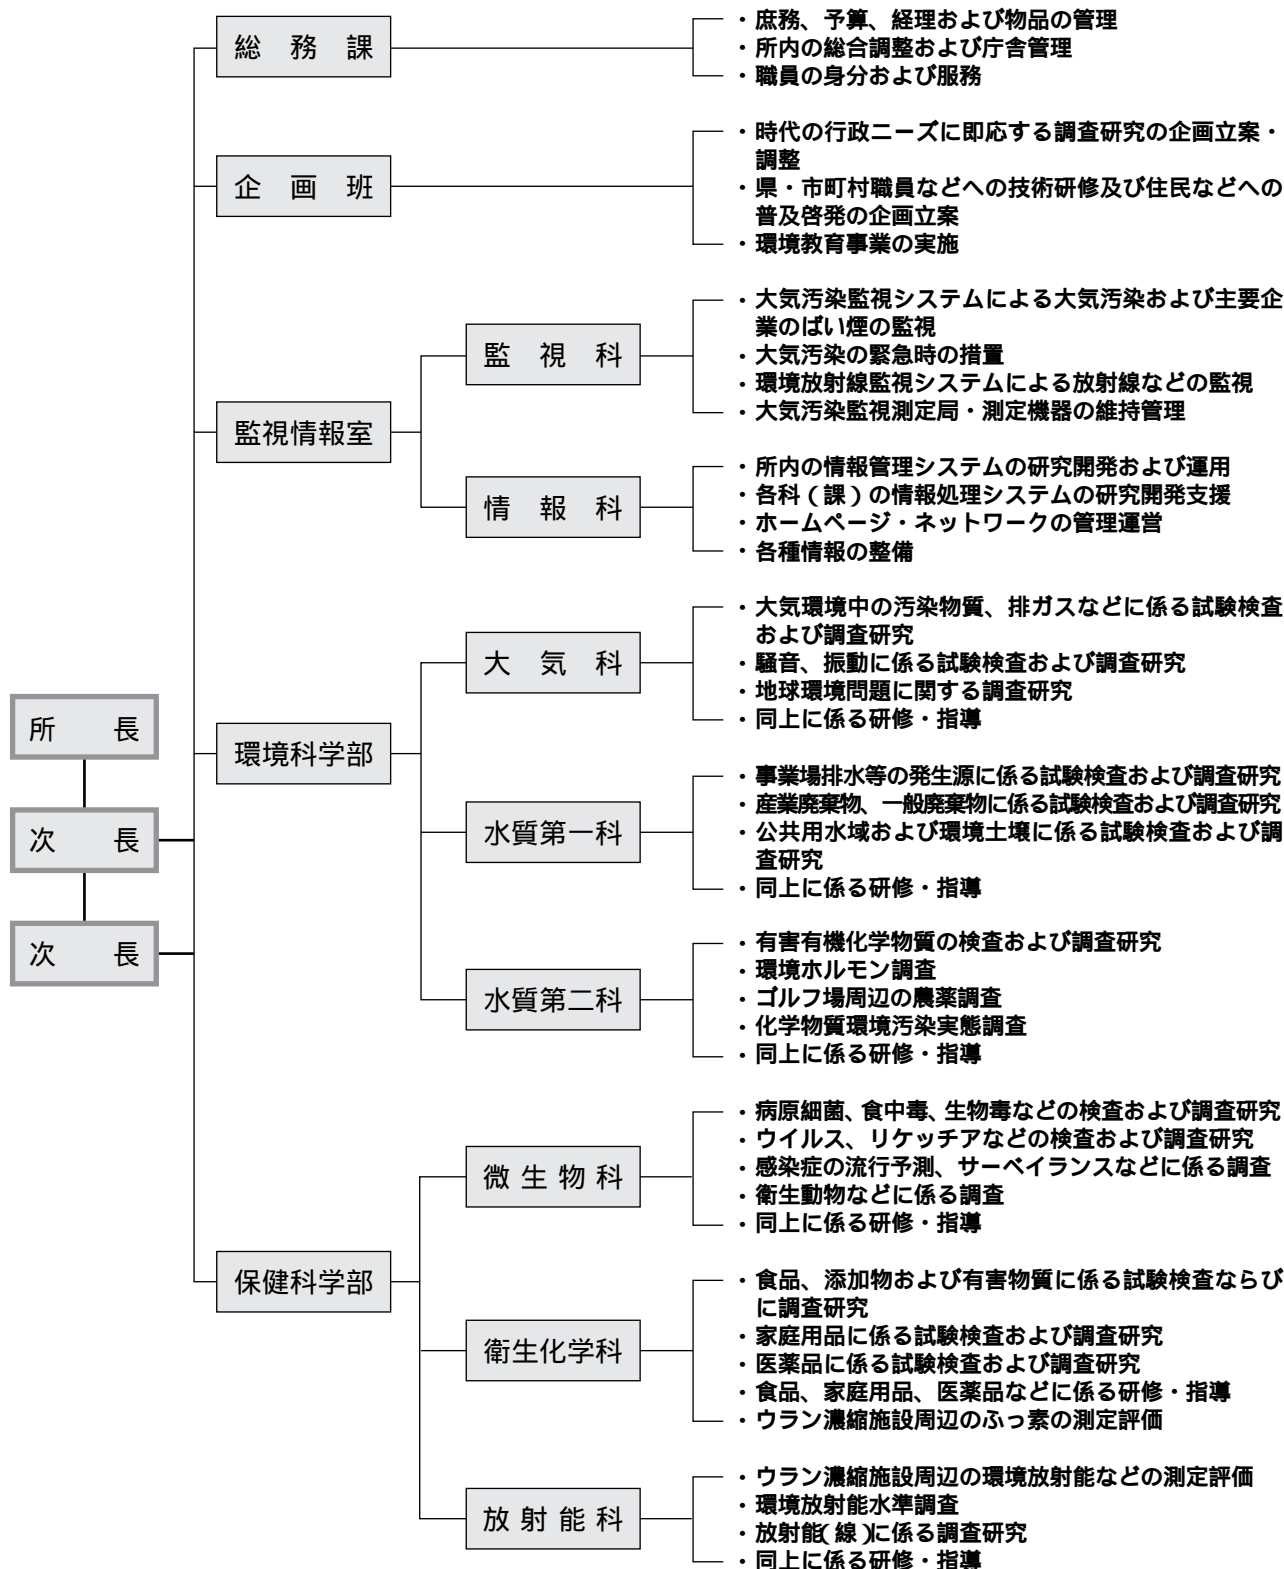 総務課
・庶務、予算、経理および物品の管理
・所内の総合調整および庁舎管理
・職員の身分および服務
企画班
・時代の行政ニーズに即応する調査研究の企画立案・
調整
・県・市町村職員などへの技術研修及び住民などへの
普及啓発の企画立案
・環境教育事業の実施
監視情報室
監視科
・大気汚染監視システムによる大気汚染および主要企
業のばい煙の監視
・大気汚染の緊急時の措置
・環境放射線監視システムによる放射線などの監視
・大気汚染監視測定局・測定機器の維持管理
情報科
・所内の情報管理システムの研究開発および運用
・各科（課）の情報処理システムの研究開発支援
・ホームページ・ネットワークの管理運営
・各種情報の整備
所長
次長
次長
環境科学部
大気科
・大気環境中の汚染物質、排ガスなどに係る試験検査
および調査研究
・騒音、振動に係る試験検査および調査研究
・地球環境問題に関する調査研究
・同上に係る研修・指導
水質第一科
・事業場排水等の発生源に係る試験検査および調査研究
・産業廃棄物、一般廃棄物に係る試験検査および調査研究
・公共用水域および環境土壌に係る試験検査および調
査研究
・同上に係る研修・指導
水質第二科
・有害有機化学物質の検査および調査研究
・環境ホルモン調査
・ゴルフ場周辺の農薬調査
・化学物質環境汚染実態調査
・同上に係る研修・指導
保健科学部
微生物科
・病原細菌、食中毒、生物毒などの検査および調査研究
・ウイルス、リケッチアなどの検査および調査研究
・感染症の流行予測、サーベイランスなどに係る調査
・衛生動物などに係る調査
・同上に係る研修・指導
衛生化学科
・食品、添加物および有害物質に係る試験検査ならび
に調査研究
・家庭用品に係る試験検査および調査研究
・医薬品に係る試験検査および調査研究
・食品、家庭用品、医薬品などに係る研修・指導
・ウラン濃縮施設周辺のふっ素の測定評価
放射能科
・ウラン濃縮施設周辺の環境放射能などの測定評価
・環境放射能水準調査
・放射能（線）に係る調査研究
・同上に係る研修・指導